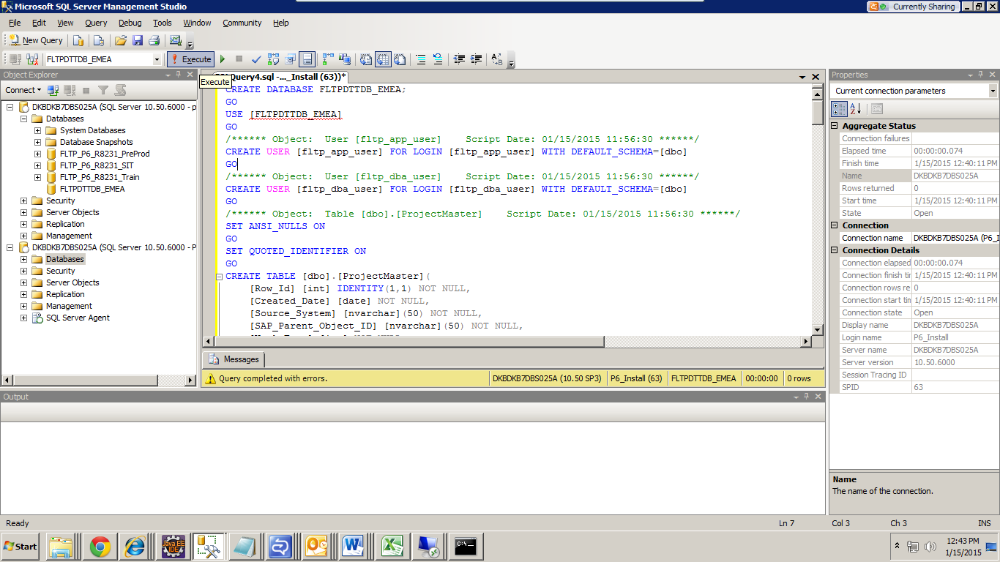 Microsoft SQL Server Management Studio
Currently Sharing
File Edit View Query Debug Tools Window Community Help
New Query
FLTPDTTDB_EMEA
Execute
Object Explorer
Connect
DKBDKB7DBS025A (SQL Server 10.50.6000 - p
Databases
System Databases
Database Snapshots
FLTP_P6_R8231_PreProd
FLTP_P6_R8231_SIT
FLTP_P6_R8231_Train
FLTPDTTDB_EMEA
Security
Server Objects
Replication
Management
DKBDKB7DBS025A (SQL Server 10.50.6000 - P
Databases
Security
Server Objects
Replication
Management
SQL Server Agent
Query4.sql -..._Install (63))*
Execute
CREATE DATABASE FLTPDTTDB_EMEA;
GO
USE [FLTPDTTDB_EMEA]
GO
/****** Object:  User [fltp_app_user]    Script Date: 01/15/2015 11:56:30 ******/
CREATE USER [fltp_app_user] FOR LOGIN [fltp_app_user] WITH DEFAULT_SCHEMA=[dbo]
GO
/****** Object:  User [fltp_dba_user]    Script Date: 01/15/2015 11:56:30 ******/
CREATE USER [fltp_dba_user] FOR LOGIN [fltp_dba_user] WITH DEFAULT_SCHEMA=[dbo]
GO
/****** Object:  Table [dbo].[ProjectMaster]    Script Date: 01/15/2015 11:56:30 ******/
SET ANSI_NULLS ON
GO
SET QUOTED_IDENTIFIER ON
GO
CREATE TABLE [dbo].[ProjectMaster](
[Row_Id] [int] IDENTITY(1,1) NOT NULL,
[Created_Date] [date] NOT NULL,
[Source_System] [nvarchar](50) NOT NULL,
[SAP_Parent_Object_ID] [nvarchar](50) NOT NULL,
Messages
Query completed with errors.
DKBDKB7DBS025A (10.50 SP3)
P6_Install (63)
FLTPDTTDB_EMEA
00:00:00
0 rows
Properties
Current connection parameters
Aggregate Status
Connection failures
Elapsed time 00:00:00.074
Finish time 1/15/2015 12:40:11 PM
Name DKBDKB7DBS025A
Rows returned 0
Start time 1/15/2015 12:40:11 PM
State Open
Connection
Connection name DKBDKB7DBS025A (P6_I
Connection Details
Connection elapsed 00:00:00.074
Connection finish tir 1/15/2015 12:40:11 PM
Connection rows re 0
Connection start tin 1/15/2015 12:40:11 PM
Connection state Open
Display name DKBDKB7DBS025A
Login name P6_Install
Server name DKBDKB7DBS025A
Server version 10.50.6000
Session Tracing ID
SPID 63
Name
The name of the connection.
Output
Ready
Ln 7
Col 3
Ch 3
INS
Start
Java EE
IDE
12:43 PM
1/15/2015